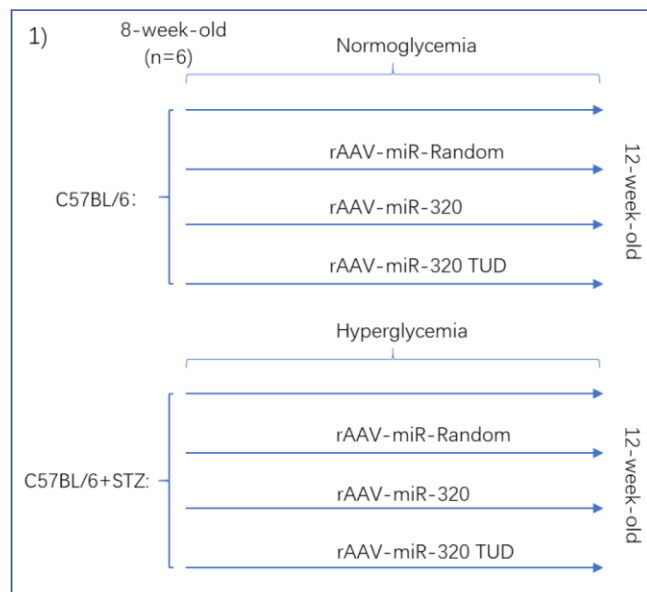 1)
8-week-old
(n=6)
Normoglycemia
rAAV-miR-Random
C57BL/6:
rAAV-miR-320
rAAV-miR-320 TUD
12-week-old
Hyperglycemia
rAAV-miR-Random
C57BL/6+STZ:
rAAV-miR-320
rAAV-miR-320 TUD
12-week-old